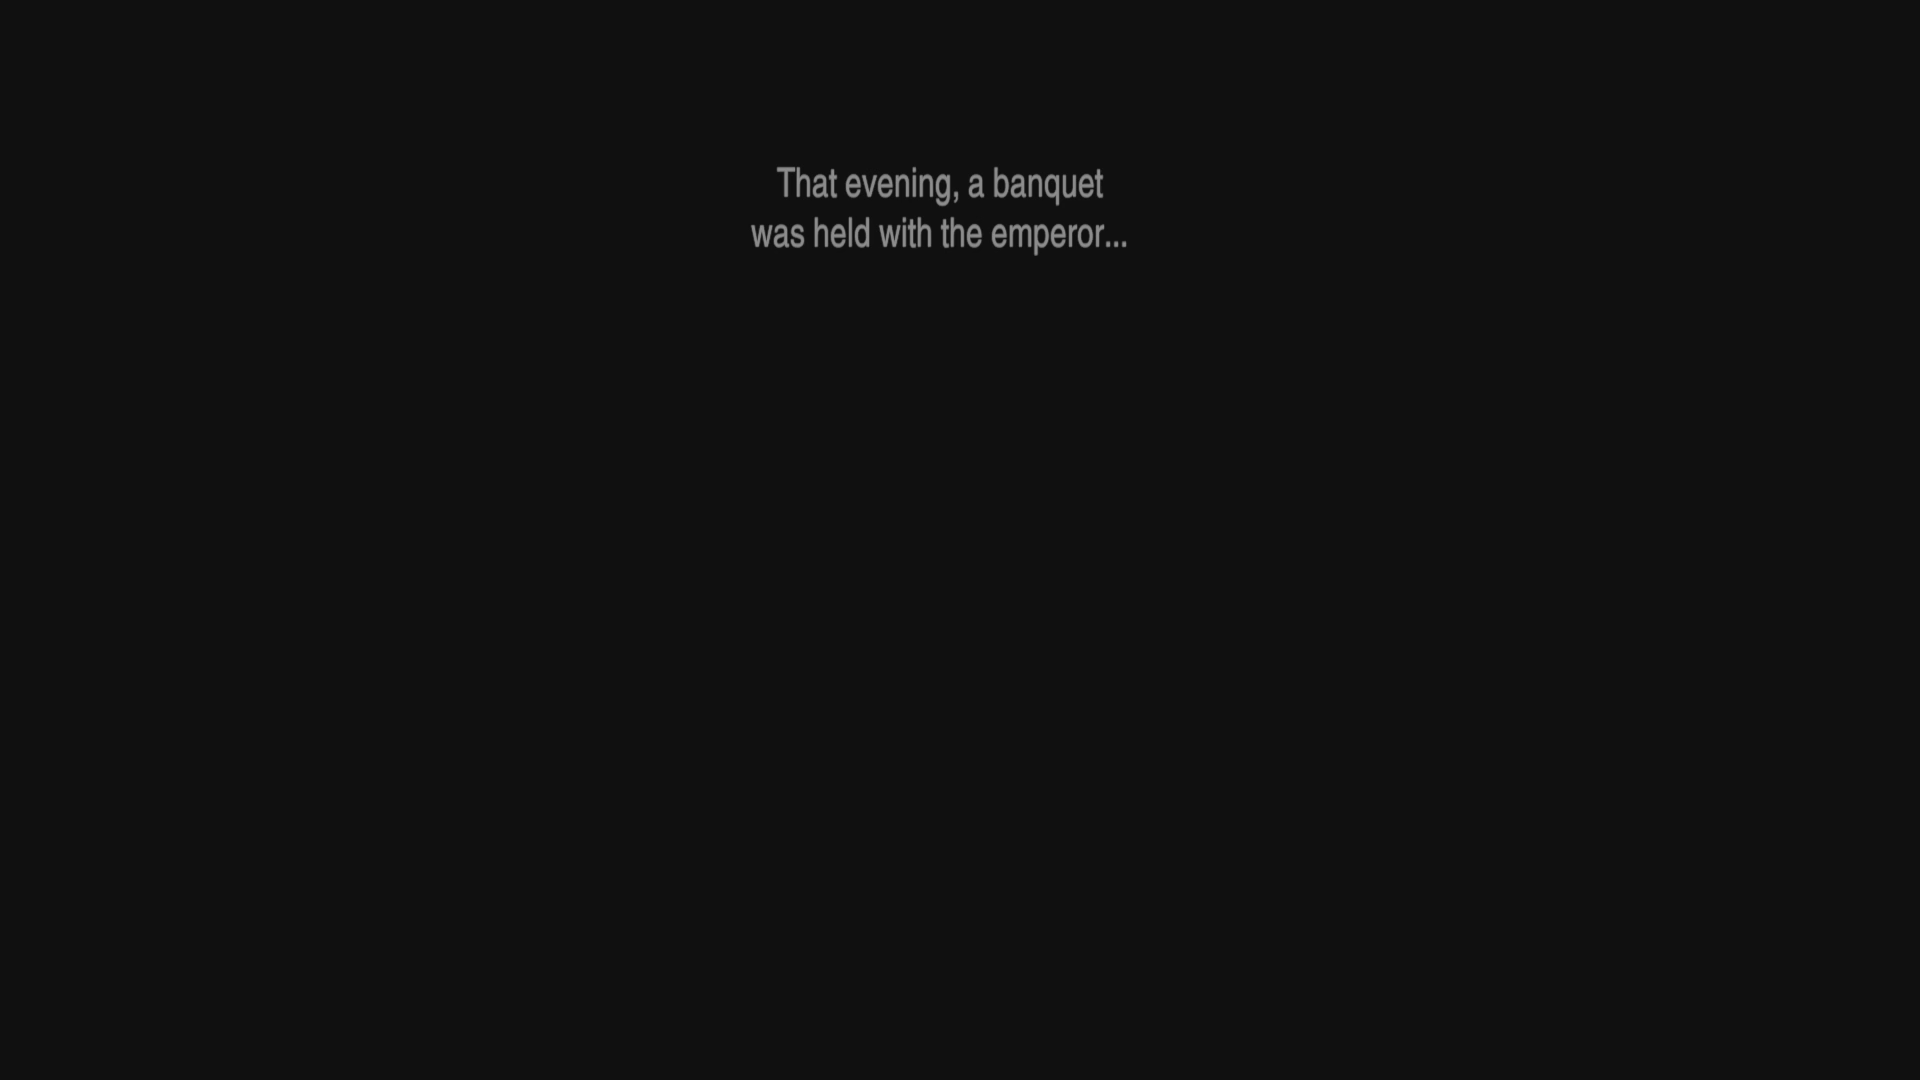 That evening, a banquet
was held with the emperor...